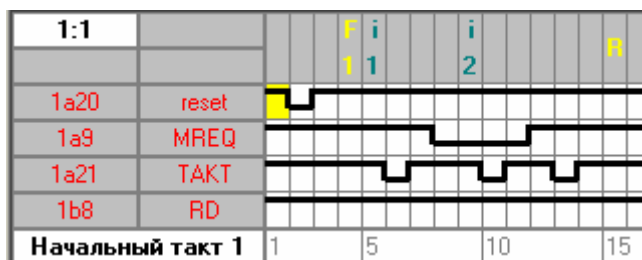 1:1 F i i
1 1 2 R
1a20 reset
1a9 MREQ
1a21 TAKT
1b8 RD
Начальный такт 1 1 5 10 15